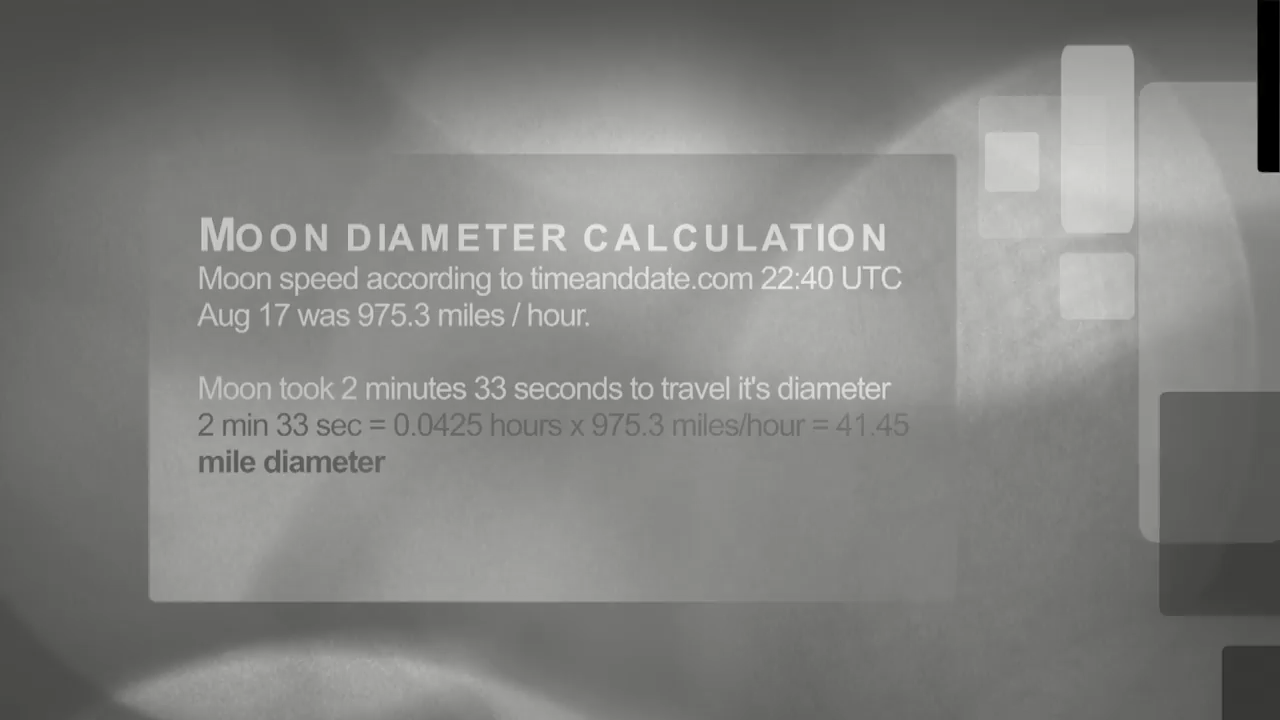 MOON DIAMETER CALCULATION
Moon speed according to timeanddate.com 22:40 UTC
Aug 17 was 975.3 miles / hour.
Moon took 2 minutes 33 seconds to travel it's diameter
2 min 33 sec = 0.0425 hours x 975.3 miles/hour = 41.45
mile diameter